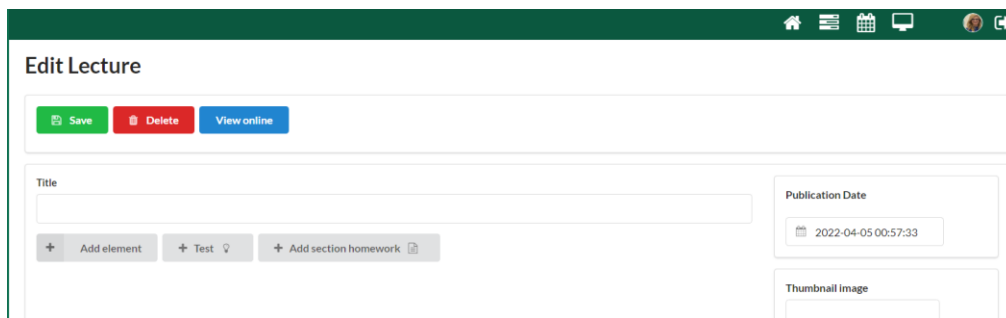 Edit Lecture
Save Delete View online
Title
Publication Date
2022-04-05 00:57:33
+ Add element + Test + Add section homework
Thumbnail image